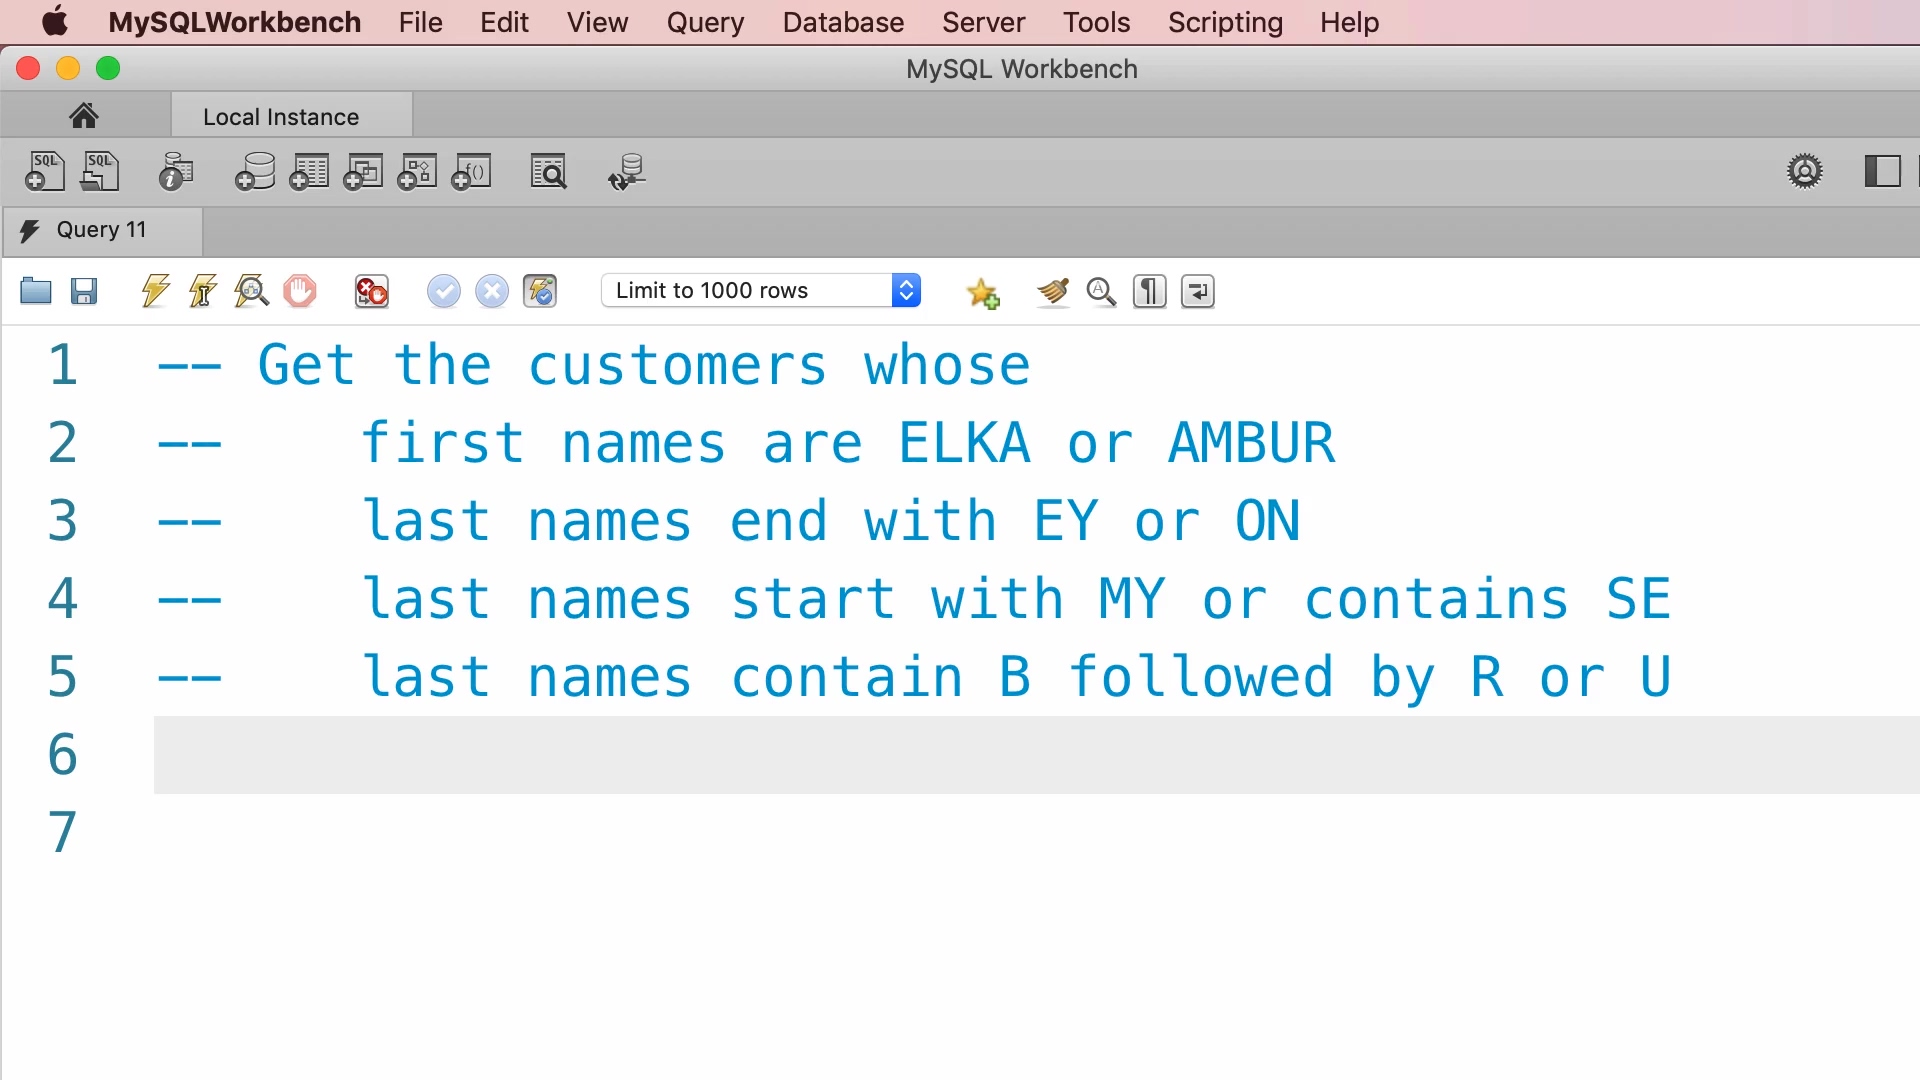 MySQLWorkbench File Edit View Query Database Server Tools Scripting Help
MySQL Workbench
Local Instance
SQL SQL
Query 11
Limit to 1000 rows
1 -- Get the customers whose
2 -- first names are ELKA or AMBUR
3 -- last names end with EY or ON
4 -- last names start with MY or contains SE
5 -- last names contain B followed by R or U
6
7